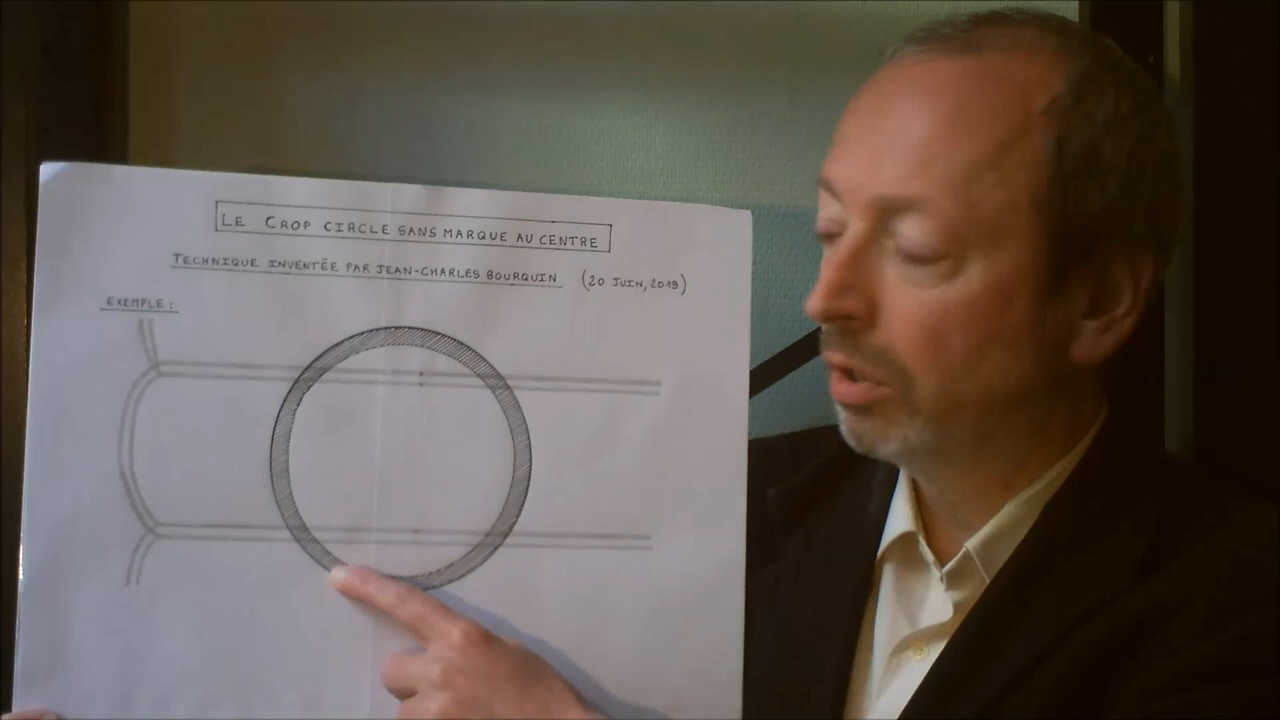 LE CROP CIRCLE SANS MARQUE AU CENTRE
TECHNIQUE INVENTÉE PAR JEAN-CHARLES BOURQUIN (20 JUIN, 2019)
EXEMPLE: